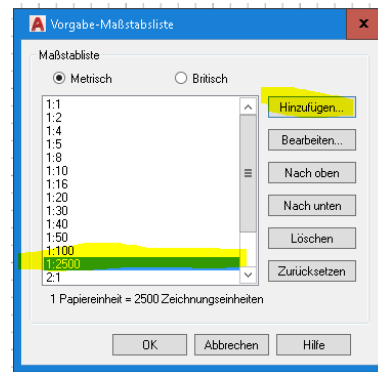 Vorgabe-Maßstabsliste
Maßstabliste
Metrisch
Britisch
1:1
1:2
1:4
1:5
1:8
1:10
1:16
1:20
1:30
1:40
1:50
1:100
1:2500
2:1
Hinzufügen...
Bearbeiten...
Nach oben
Nach unten
Löschen
Zurücksetzen
1 Papiereinheit = 2500 Zeichnungseinheiten
OK
Abbrechen
Hilfe